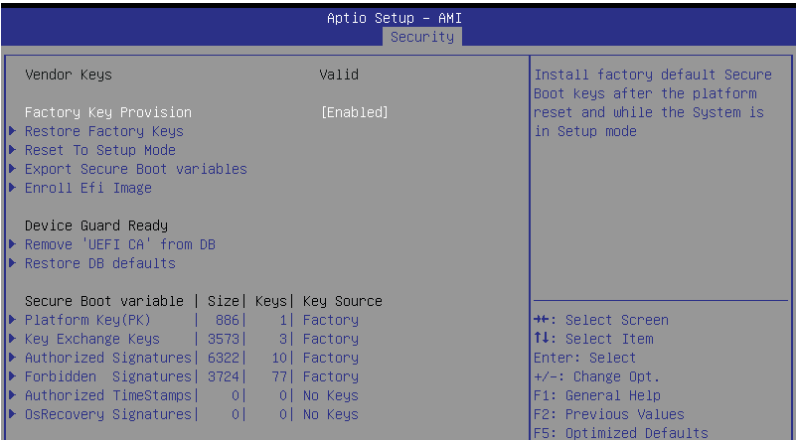 Aptio Setup – AMI
Security
Vendor Keys Valid
Factory Key Provision [Enabled]
Restore Factory Keys
Reset To Setup Mode
Export Secure Boot variables
Enroll Efi Image
Device Guard Ready
Remove 'UEFI CA' from DB
Restore DB defaults
Secure Boot variable | Size| Keys| Key Source
Platform Key(PK) | 886| 1| Factory
Key Exchange Keys | 3573| 3| Factory
Authorized Signatures| 6322| 10| Factory
Forbidden Signatures| 3724| 77| Factory
Authorized TimeStamps| 0| 0| No Keys
OsRecovery Signatures| 0| 0| No Keys
Install factory default Secure
Boot keys after the platform
reset and while the System is
in Setup mode
→←: Select Screen
↑↓: Select Item
Enter: Select
+/-: Change Opt.
F1: General Help
F2: Previous Values
F5: Optimized Defaults